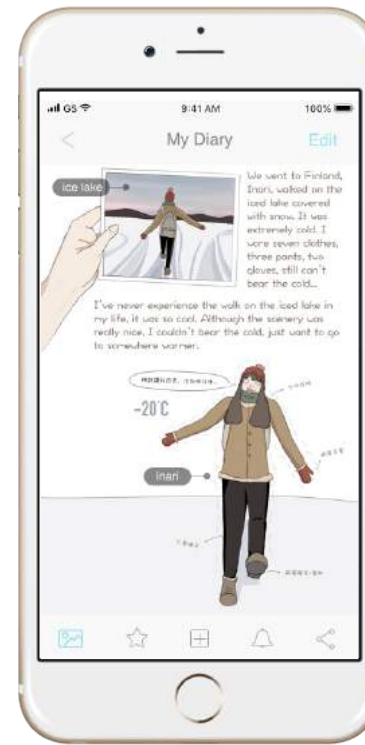 GS
9:41 AM
100%
My Diary
Edit
ice lake
We went to Finland,
Inari, walked on the
iced lake covered
with snow. It was
extremely cold. I
wore seven clothes,
three pants, two
gloves, still can't
bear the cold...
I've never experience the walk on the iced lake in
my life, it was so cool. Although the scenery was
really nice, I couldn't bear the cold, just want to go
to somewhere warmer.
-20℃
inari